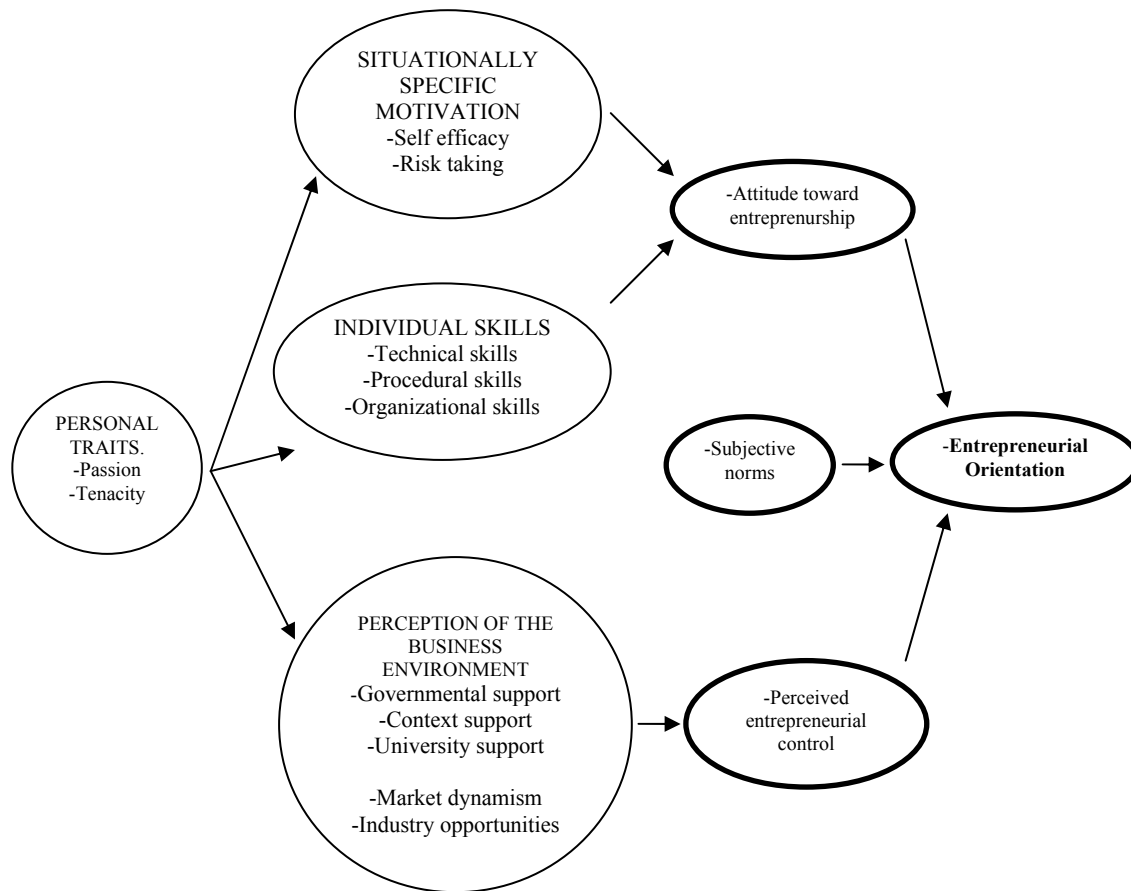 SITUATIONALLY
SPECIFIC
MOTIVATION
-Self efficacy
-Risk taking
-Attitude toward
entreprenurship
INDIVIDUAL SKILLS
-Technical skills
-Procedural skills
-Organizational skills
PERSONAL
TRAITS.
-Passion
-Tenacity
-Subjective
norms
-Entrepreneurial
Orientation
PERCEPTION OF THE
BUSINESS
ENVIRONMENT
-Governmental support
-Context support
-University support
-Market dynamism
-Industry opportunities
-Perceived
entrepreneurial
control